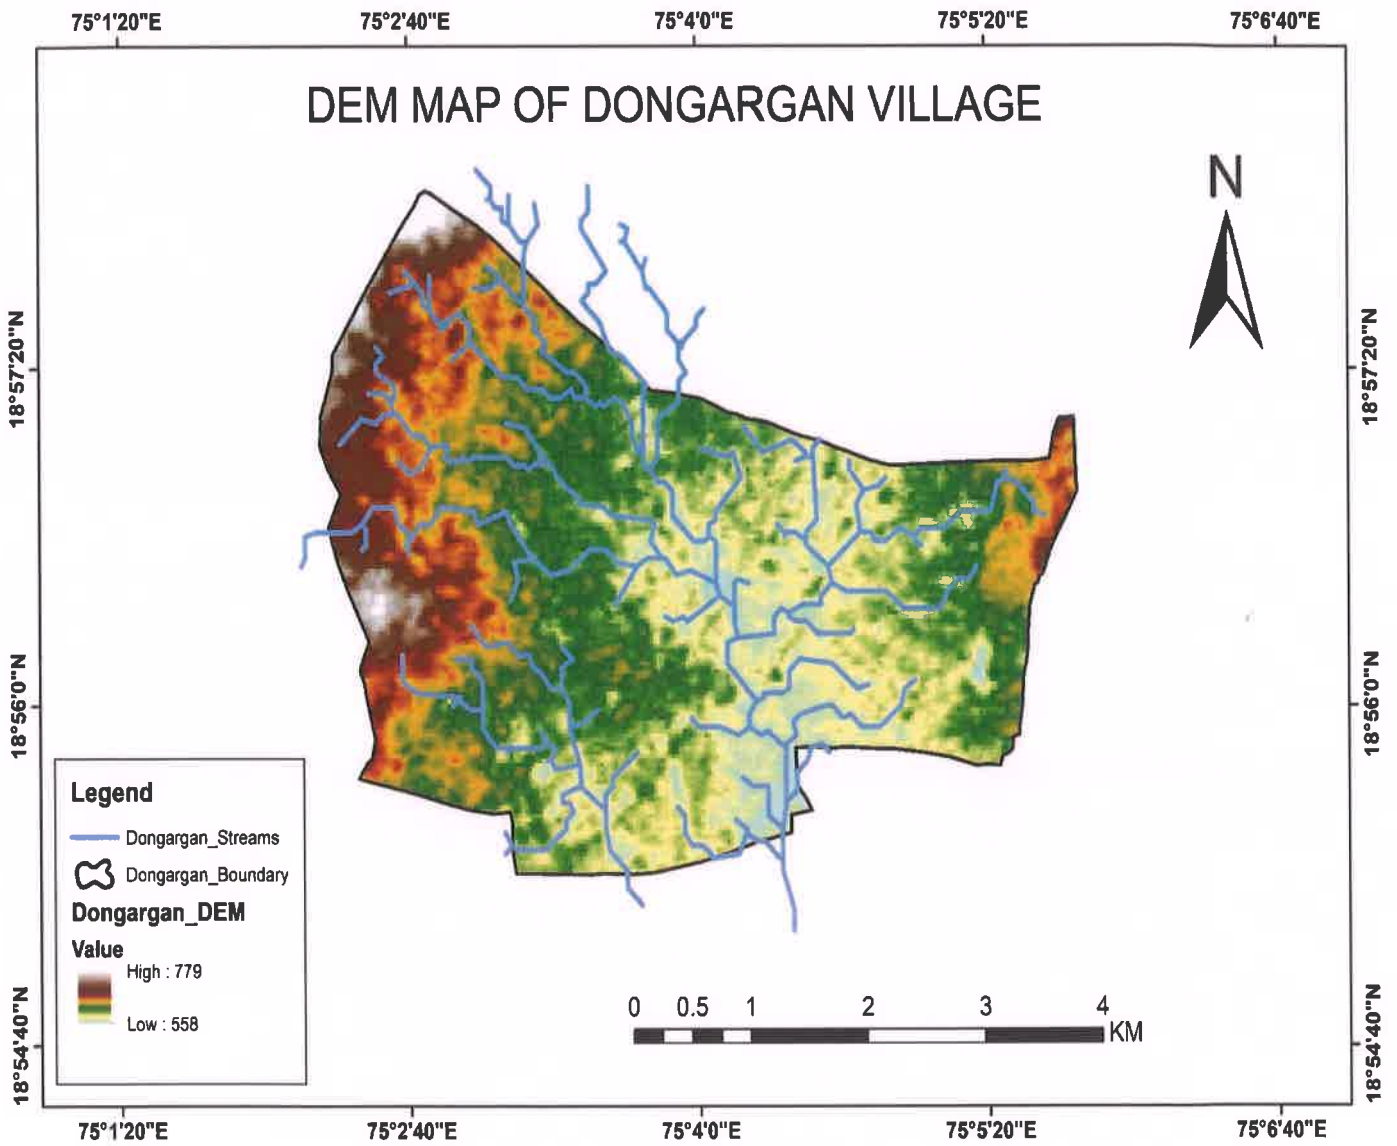 75°1'20"E 75°2'40"E 75°4'0"E 75°5'20"E 75°6'40"E
DEM MAP OF DONGARGAN VILLAGE
N
18°57'20"N 18°57'20"N
18°56'0"N 18°56'0"N
Legend
Dongargan_Streams
Dongargan_Boundary
Dongargan_DEM
Value
High : 779
Low : 558
0 0.5 1 2 3 4
KM
18°54'40"N 18°54'40"N
75°1'20"E 75°2'40"E 75°4'0"E 75°5'20"E 75°6'40"E